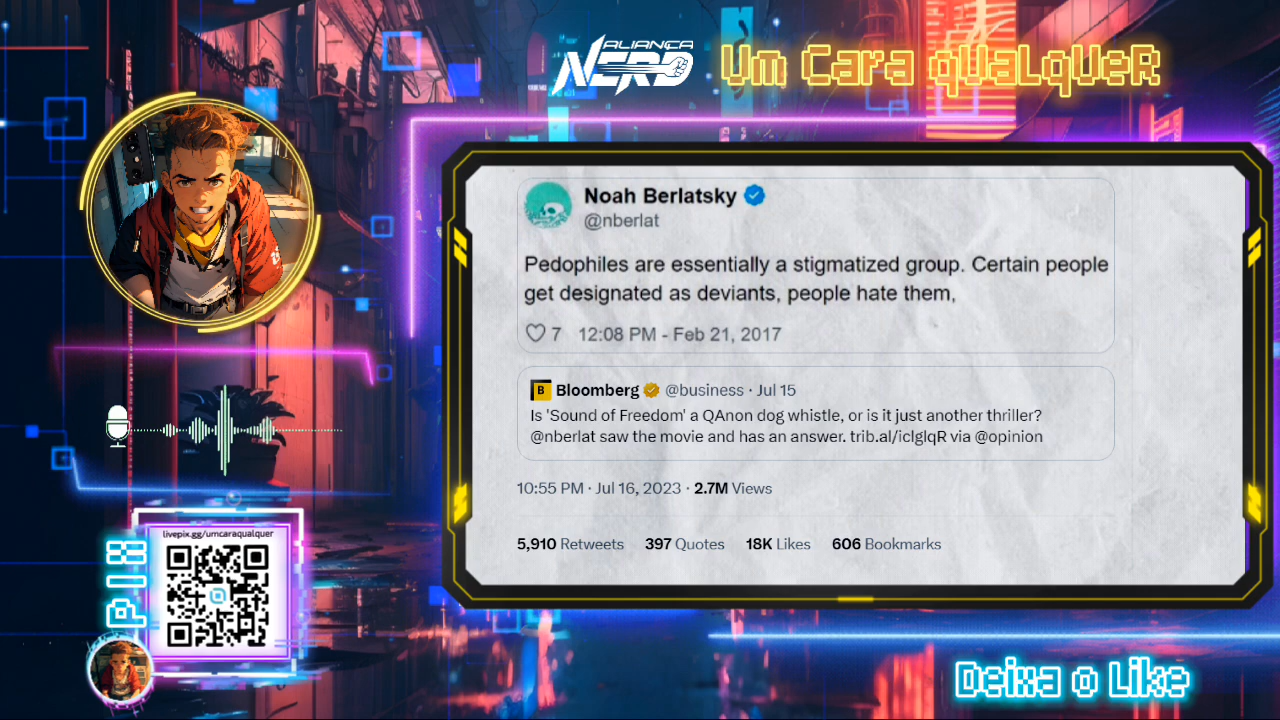 ALIANÇA
NERD
Um Cara qUaLqUeR
Noah Berlatsky
@nberlat
Pedophiles are essentially a stigmatized group. Certain people
get designated as deviants, people hate them,
7 12:08 PM - Feb 21, 2017
B Bloomberg @business · Jul 15
Is 'Sound of Freedom' a QAnon dog whistle, or is it just another thriller?
@nberlat saw the movie and has an answer. trib.al/iclglqR via @opinion
10:55 PM · Jul 16, 2023 · 2.7M Views
5,910 Retweets 397 Quotes 18K Likes 606 Bookmarks
livepix.gg/umcaraqualquer
PIX
Deixa o Like